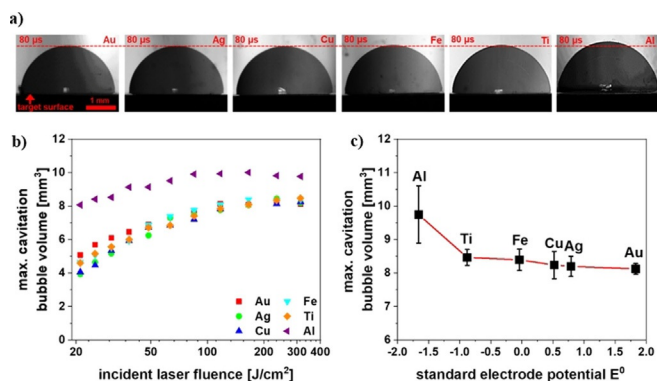 a)
80 µs Au
80 µs Ag
80 µs Cu
80 µs Fe
80 µs Ti
80 µs Al
target surface
1 mm
b)
max. cavitation
bubble volume [mm³]
12
10
8
6
4
2
0
Au
Ag
Cu
Fe
Ti
Al
20 50 100 200 300 400
incident laser fluence [J/cm²]
c)
max. cavitation
bubble volume [mm³]
12
11
10
9
8
7
6
Al
Ti
Fe
Cu
Ag
Au
-2.0 -1.5 -1.0 -0.5 0.0 0.5 1.0 1.5 2.0
standard electrode potential E⁰